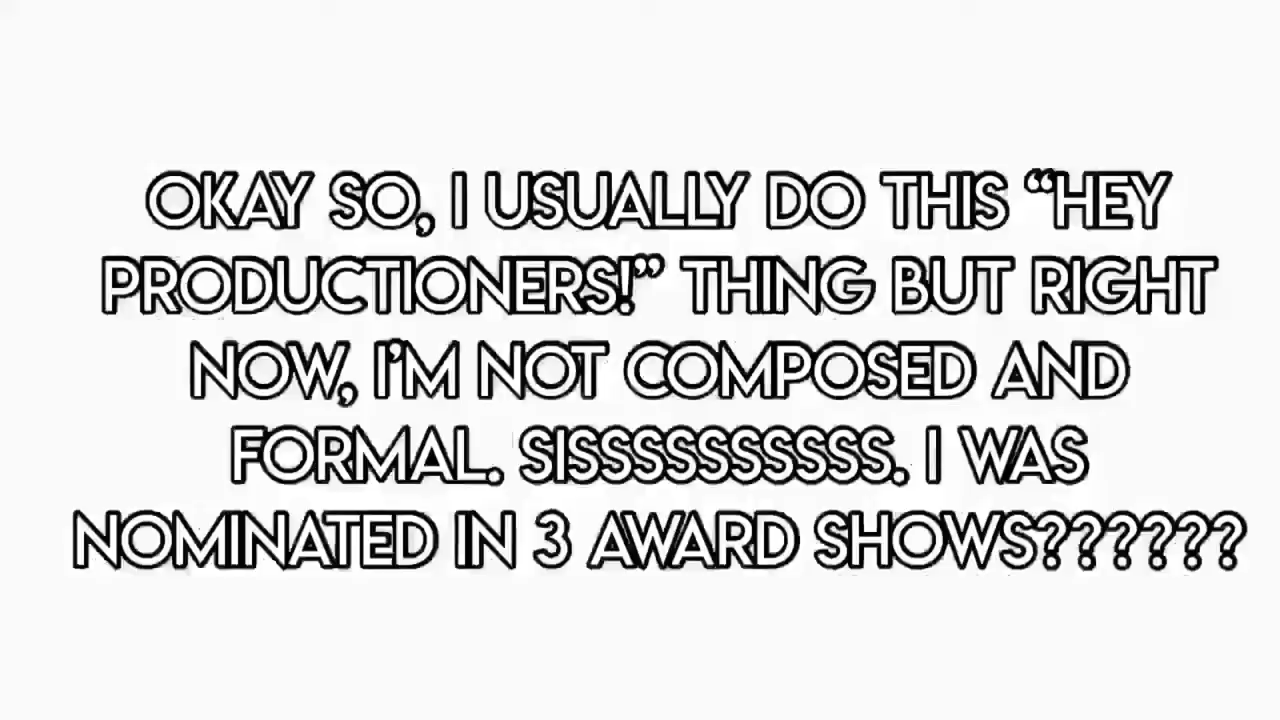 OKAY SO, I USUALLY DO THIS “HEY
PRODUCTIONERS!” THING BUT RIGHT
NOW, I’M NOT COMPOSED AND
FORMAL. SISSSSSSSSSS. I WAS
NOMINATED IN 3 AWARD SHOWS??????